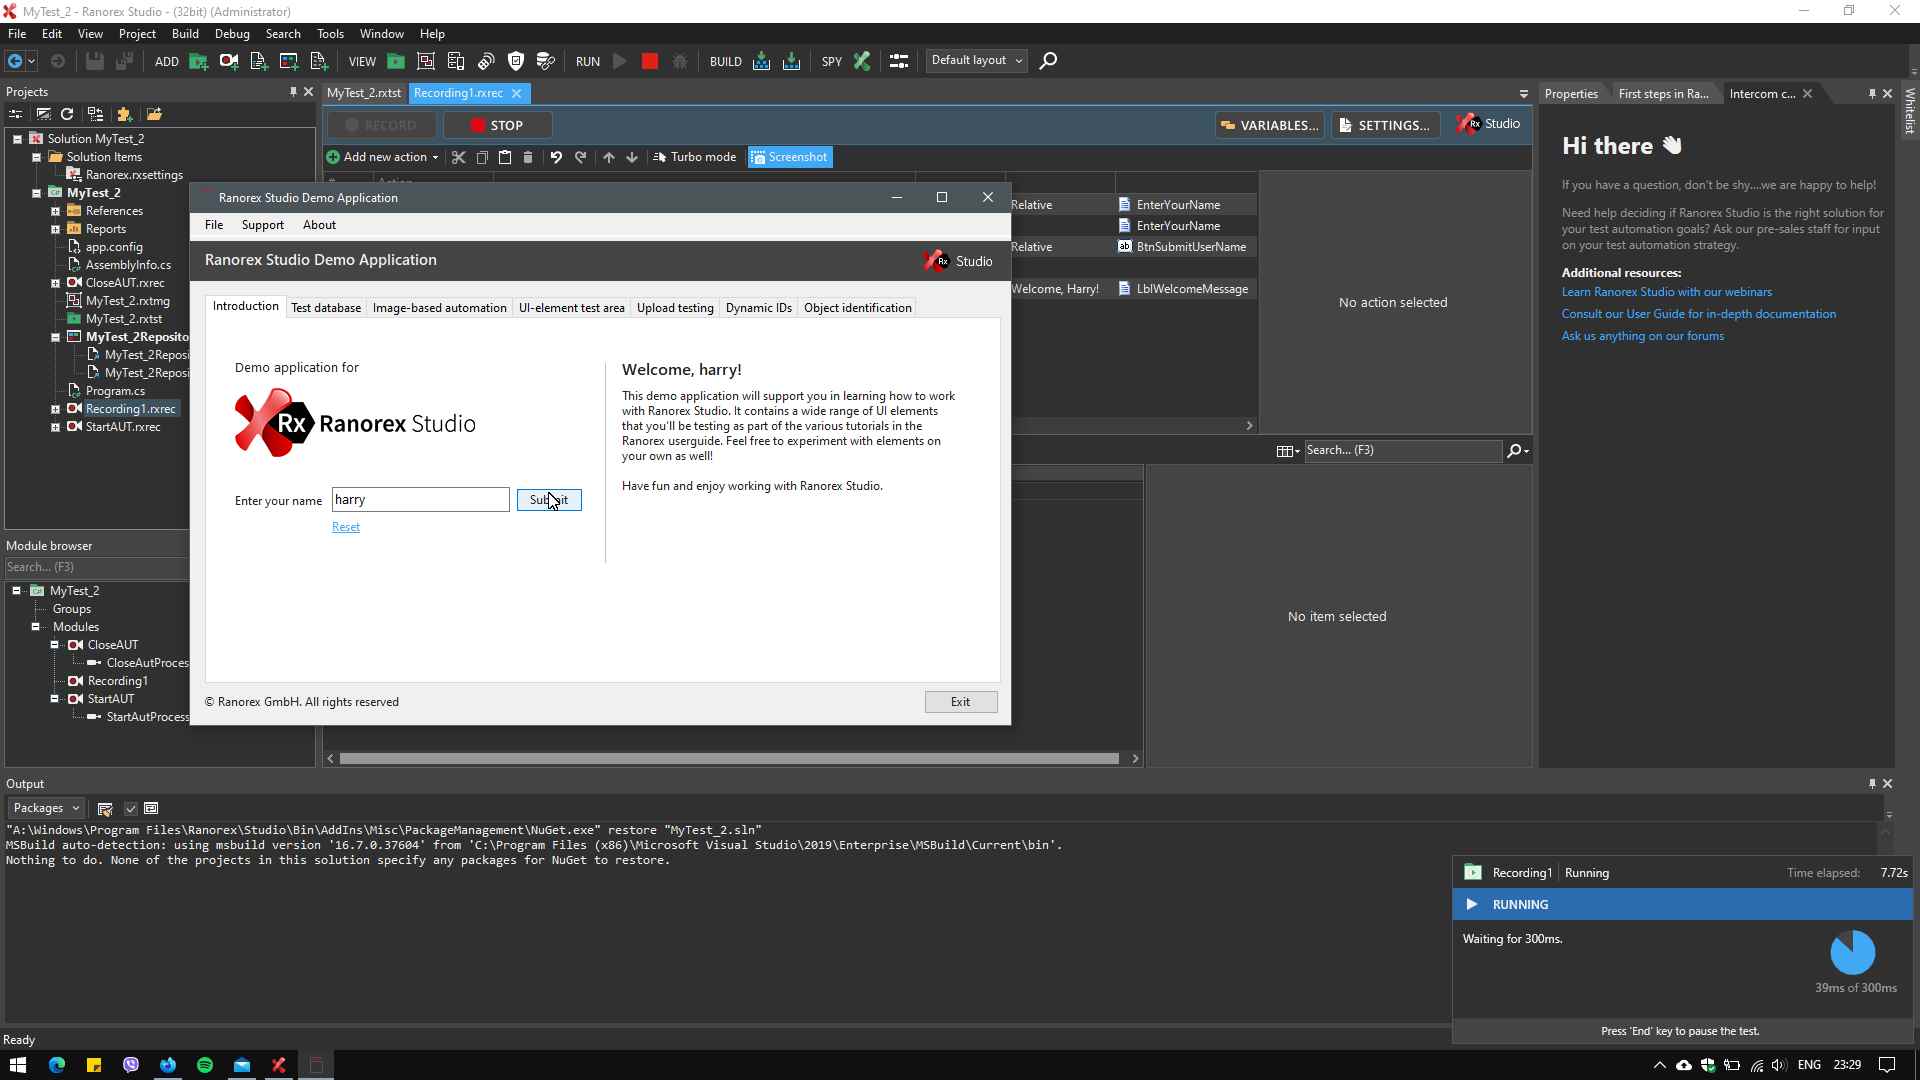 MyTest_2 - Ranorex Studio - (32bit) (Administrator)
File Edit View Project Build Debug Search Tools Window Help
ADD VIEW RUN BUILD SPY Default layout
Projects
MyTest_2.rxtst Recording1.rxrec
Properties First steps in Ra... Intercom c...
Whitelist
RECORD STOP VARIABLES... SETTINGS... Rx Studio
Add new action Turbo mode Screenshot
Solution MyTest_2
Solution Items
Ranorex.rxsettings
MyTest_2
References
Reports
app.config
AssemblyInfo.cs
CloseAUT.rxrec
MyTest_2.rxtmg
MyTest_2.rxtst
MyTest_2Reposito
MyTest_2Reposi
MyTest_2Reposi
Program.cs
Recording1.rxrec
StartAUT.rxrec
Module browser
Search... (F3)
MyTest_2
Groups
Modules
CloseAUT
CloseAutProces
Recording1
StartAUT
StartAutProcess
Ranorex Studio Demo Application
File Support About
Ranorex Studio Demo Application
Rx Studio
Introduction Test database Image-based automation UI-element test area Upload testing Dynamic IDs Object identification
Demo application for
Rx Ranorex Studio
Enter your name harry Submit
Reset
Welcome, harry!
This demo application will support you in learning how to work
with Ranorex Studio. It contains a wide range of UI elements
that you'll be testing as part of the various tutorials in the
Ranorex userguide. Feel free to experiment with elements on
your own as well!
Have fun and enjoy working with Ranorex Studio.
© Ranorex GmbH. All rights reserved
Exit
Relative EnterYourName
EnterYourName
Relative ab BtnSubmitUserName
Welcome, Harry! LblWelcomeMessage
No action selected
Search... (F3)
No item selected
Hi there
If you have a question, don't be shy....we are happy to help!
Need help deciding if Ranorex Studio is the right solution for
your test automation goals? Ask our pre-sales staff for input
on your test automation strategy.
Additional resources:
Learn Ranorex Studio with our webinars
Consult our User Guide for in-depth documentation
Ask us anything on our forums
Output
Packages
"A:\Windows\Program Files\Ranorex\Studio\Bin\AddIns\Misc\PackageManagement\NuGet.exe" restore "MyTest_2.sln"
MSBuild auto-detection: using msbuild version '16.7.0.37604' from 'C:\Program Files (x86)\Microsoft Visual Studio\2019\Enterprise\MSBuild\Current\bin'.
Nothing to do. None of the projects in this solution specify any packages for NuGet to restore.
Recording1 Running Time elapsed: 7.72s
RUNNING
Waiting for 300ms.
39ms of 300ms
Press 'End' key to pause the test.
Ready
ENG 23:29